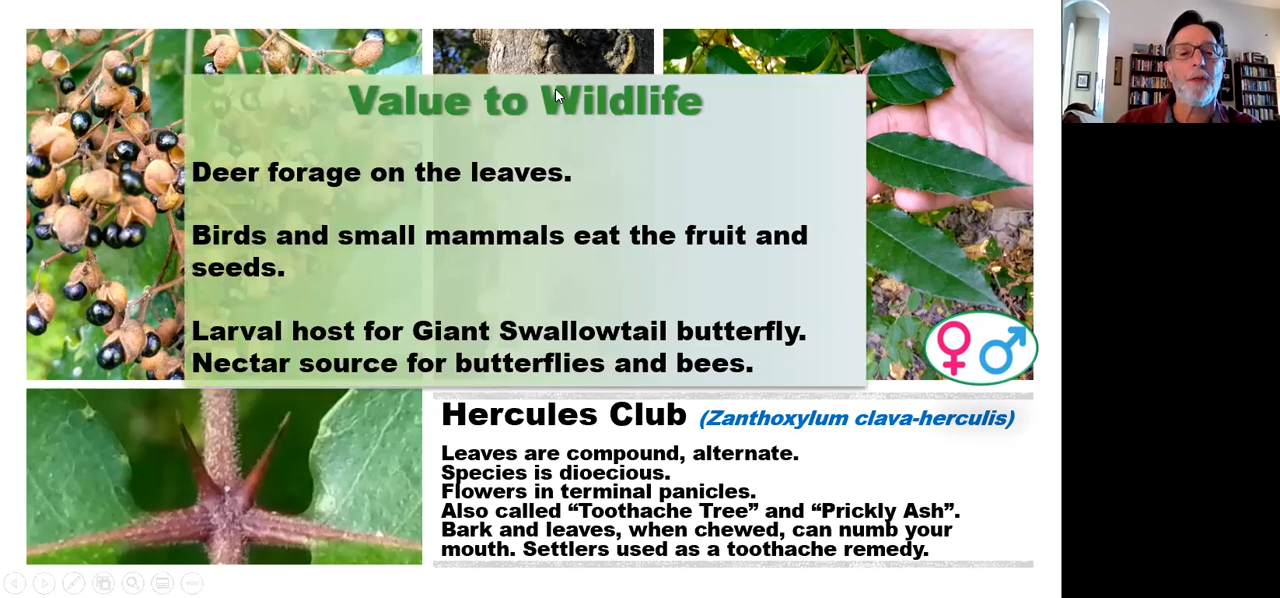 Value to Wildlife
Deer forage on the leaves.
Birds and small mammals eat the fruit and
seeds.
Larval host for Giant Swallowtail butterfly.
Nectar source for butterflies and bees.
Hercules Club (Zanthoxylum clava-herculis)
Leaves are compound, alternate.
Species is dioecious.
Flowers in terminal panicles.
Also called “Toothache Tree” and “Prickly Ash”.
Bark and leaves, when chewed, can numb your
mouth. Settlers used as a toothache remedy.